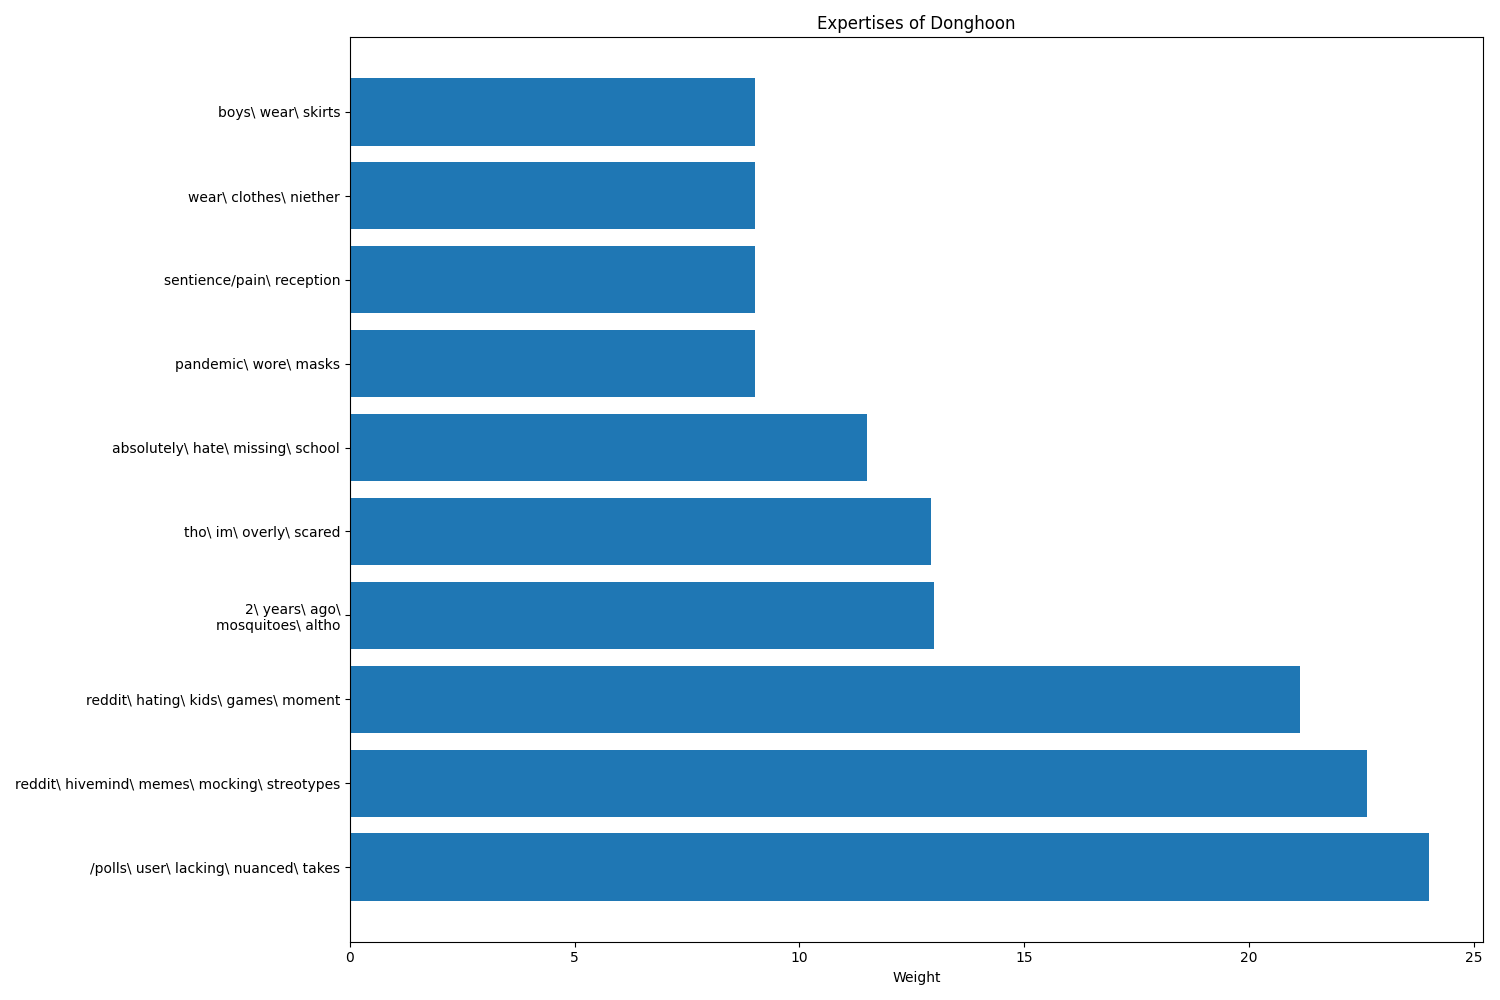 Expertises of Donghoon
boys\ wear\ skirts
wear\ clothes\ niether
sentience/pain\ reception
pandemic\ wore\ masks
absolutely\ hate\ missing\ school
tho\ im\ overly\ scared
2\ years\ ago\
mosquitoes\ altho
reddit\ hating\ kids\ games\ moment
reddit\ hivemind\ memes\ mocking\ streotypes
/polls\ user\ lacking\ nuanced\ takes
0 5 10 15 20 25
Weight